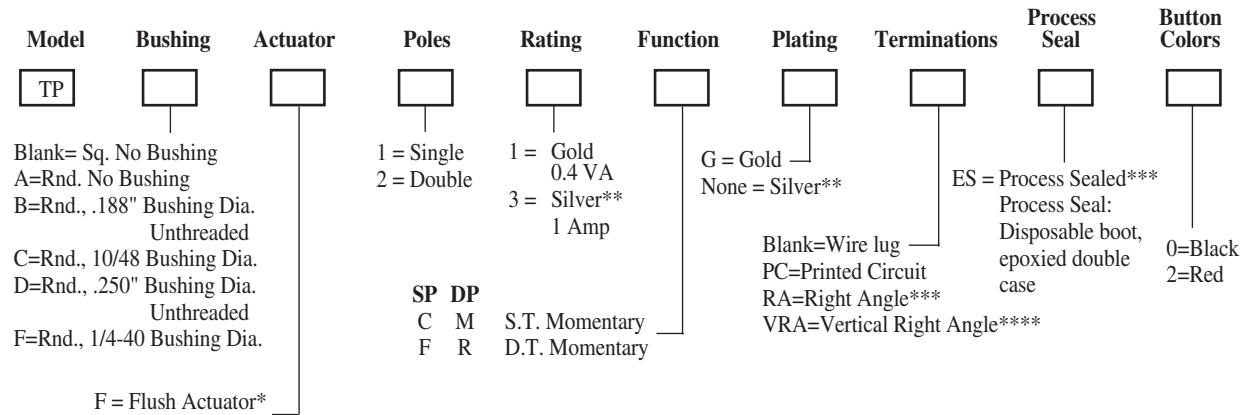 Model Bushing Actuator Poles Rating Function Plating Terminations Process Seal Button Colors
TP
Blank= Sq. No Bushing
A=Rnd. No Bushing
B=Rnd., .188" Bushing Dia.
Unthreaded
C=Rnd., 10/48 Bushing Dia.
D=Rnd., .250" Bushing Dia.
Unthreaded
F=Rnd., 1/4-40 Bushing Dia.
F = Flush Actuator*
1 = Single
2 = Double
1 = Gold
0.4 VA
3 = Silver**
1 Amp
SP DP
C M S.T. Momentary
F R D.T. Momentary
G = Gold
None = Silver**
Blank=Wire lug
PC=Printed Circuit
RA=Right Angle***
VRA=Vertical Right Angle****
ES = Process Sealed***
Process Seal:
Disposable boot,
epoxied double
case
0=Black
2=Red